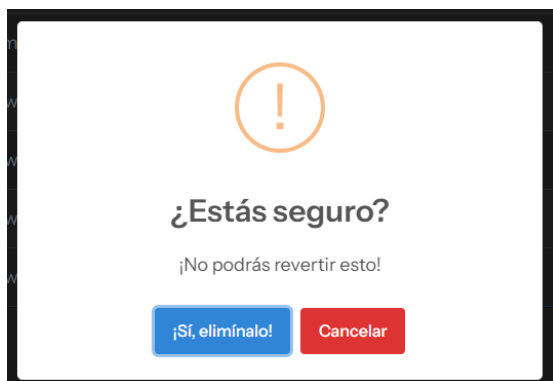 ¿Estás seguro?
¡No podrás revertir esto!
¡Sí, elimínalo!
Cancelar